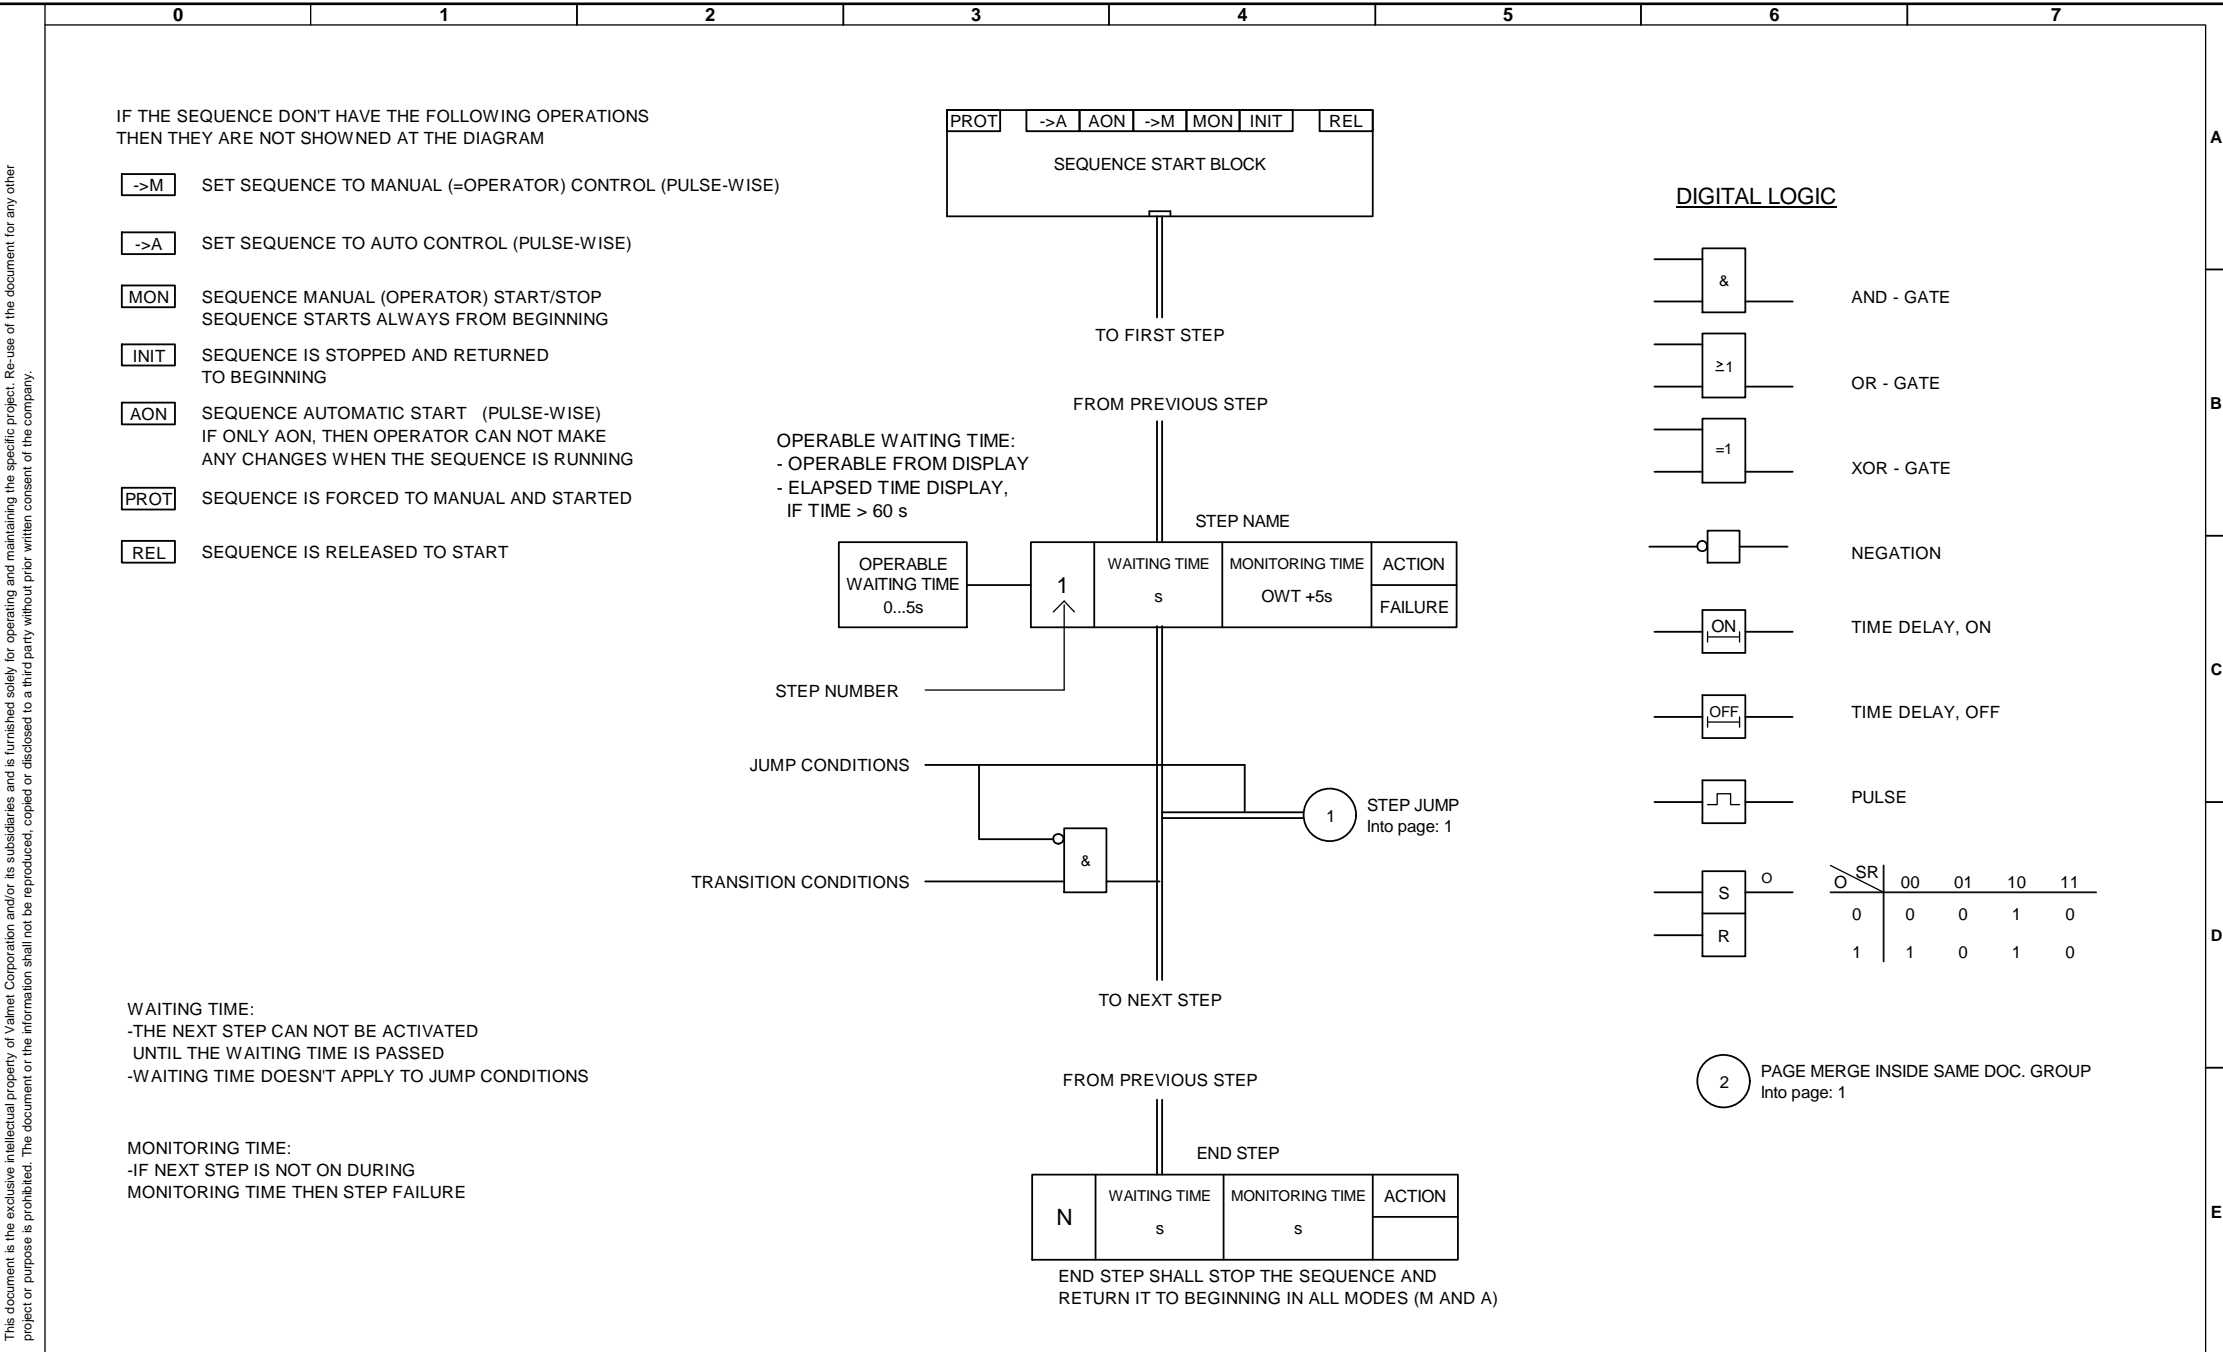 0 1 2 3 4 5 6 7
A
B
C
D
E
This document is the exclusive intellectual property of Valmet Corporation and/or its subsidiaries and is furnished solely for operating and maintaining the specific project. Re-use of the document for any other
project or purpose is prohibited. The document or the information shall not be reproduced, copied or disclosed to a third party without prior written consent of the company.
IF THE SEQUENCE DON'T HAVE THE FOLLOWING OPERATIONS
THEN THEY ARE NOT SHOWNED AT THE DIAGRAM
->M SET SEQUENCE TO MANUAL (=OPERATOR) CONTROL (PULSE-WISE)
->A SET SEQUENCE TO AUTO CONTROL (PULSE-WISE)
MON SEQUENCE MANUAL (OPERATOR) START/STOP
SEQUENCE STARTS ALWAYS FROM BEGINNING
INIT SEQUENCE IS STOPPED AND RETURNED
TO BEGINNING
AON SEQUENCE AUTOMATIC START (PULSE-WISE)
IF ONLY AON, THEN OPERATOR CAN NOT MAKE
ANY CHANGES WHEN THE SEQUENCE IS RUNNING
PROT SEQUENCE IS FORCED TO MANUAL AND STARTED
REL SEQUENCE IS RELEASED TO START
WAITING TIME:
-THE NEXT STEP CAN NOT BE ACTIVATED
UNTIL THE WAITING TIME IS PASSED
-WAITING TIME DOESN'T APPLY TO JUMP CONDITIONS
MONITORING TIME:
-IF NEXT STEP IS NOT ON DURING
MONITORING TIME THEN STEP FAILURE
PROT ->A AON ->M MON INIT REL
SEQUENCE START BLOCK
TO FIRST STEP
FROM PREVIOUS STEP
OPERABLE WAITING TIME:
- OPERABLE FROM DISPLAY
- ELAPSED TIME DISPLAY,
IF TIME > 60 s
STEP NAME
OPERABLE
WAITING TIME
0...5s
1
WAITING TIME
s
MONITORING TIME
OWT +5s
ACTION
FAILURE
STEP NUMBER
JUMP CONDITIONS
1
STEP JUMP
Into page: 1
&
TRANSITION CONDITIONS
TO NEXT STEP
FROM PREVIOUS STEP
END STEP
N
WAITING TIME
s
MONITORING TIME
s
ACTION
END STEP SHALL STOP THE SEQUENCE AND
RETURN IT TO BEGINNING IN ALL MODES (M AND A)
DIGITAL LOGIC
& AND - GATE
≥1 OR - GATE
=1 XOR - GATE
NEGATION
ON TIME DELAY, ON
OFF TIME DELAY, OFF
PULSE
S O
R
O SR 00 01 10 11
0 0 0 1 0
1 1 0 1 0
2 PAGE MERGE INSIDE SAME DOC. GROUP
Into page: 1